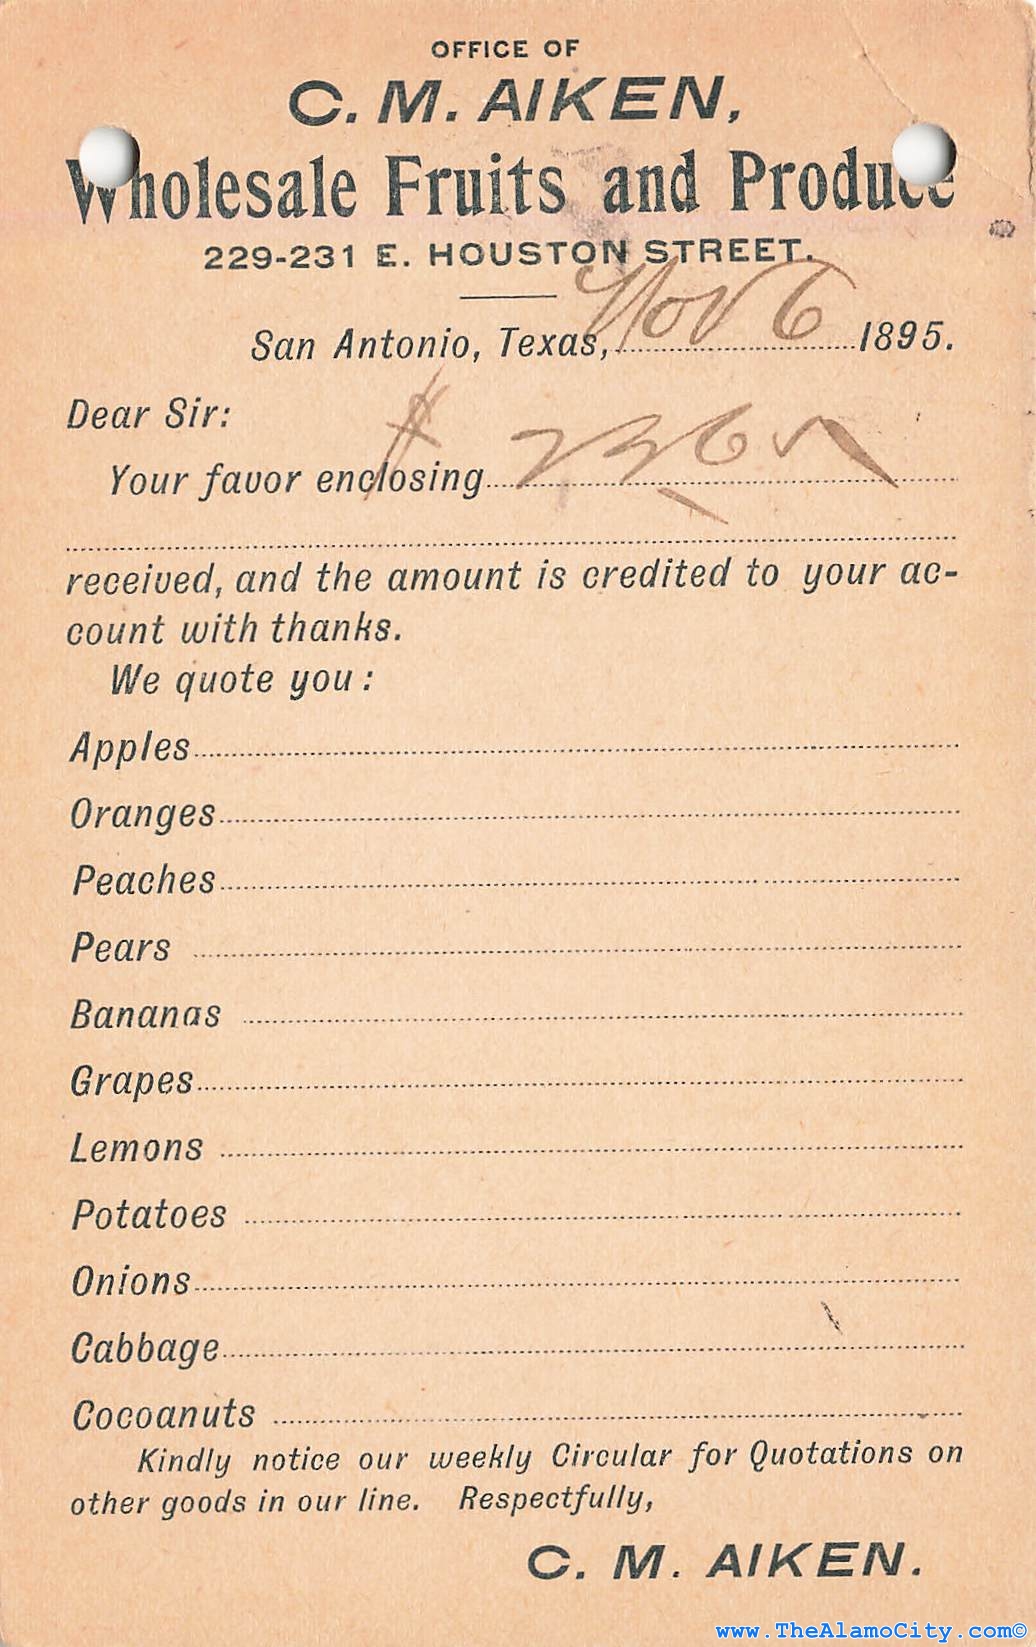 OFFICE OF
C. M. AIKEN,
Wholesale Fruits and Produce
229-231 E. HOUSTON STREET.
San Antonio, Texas, Nov 6 1895.
Dear Sir:
Your favor enclosing $
received, and the amount is credited to your ac-
count with thanks.
We quote you:
Apples
Oranges
Peaches
Pears
Bananas
Grapes
Lemons
Potatoes
Onions
Cabbage
Cocoanuts
Kindly notice our weekly Circular for Quotations on
other goods in our line. Respectfully,
C. M. AIKEN.
www.TheAlamoCity.com©